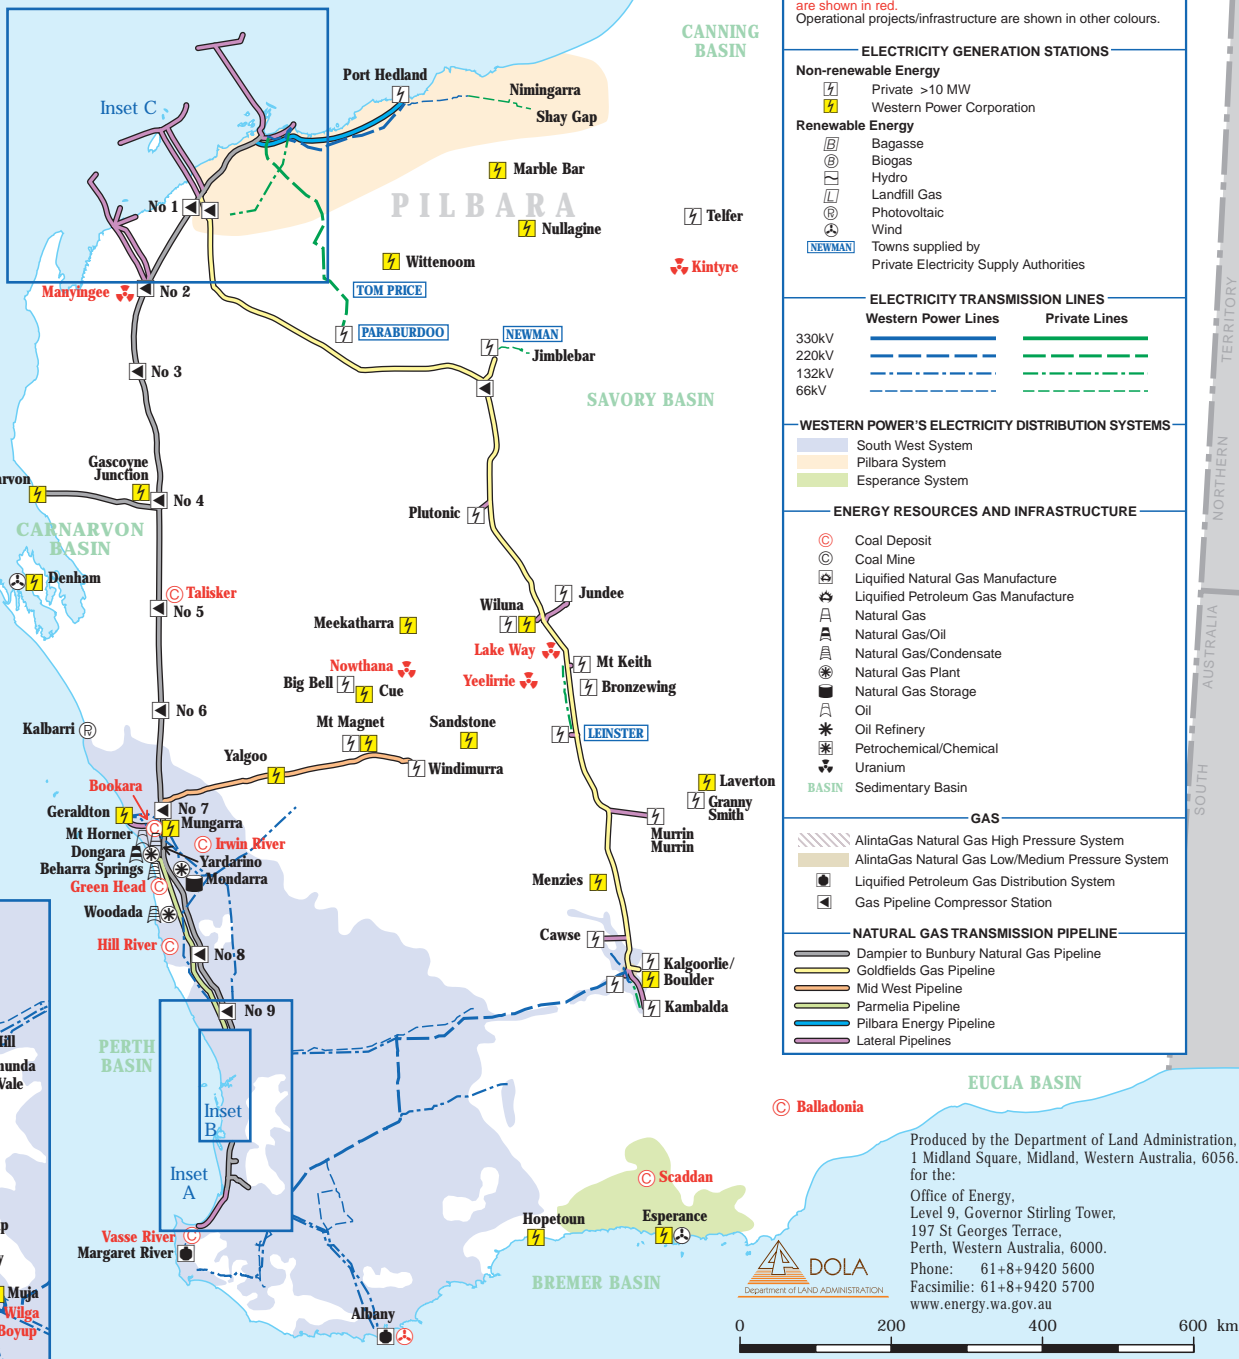 are shown in red.
Operational projects/infrastructure are shown in other colours.
ELECTRICITY GENERATION STATIONS
Non-renewable Energy
Private >10 MW
Western Power Corporation
Renewable Energy
B Bagasse
B Biogas
Hydro
L Landfill Gas
Photovoltaic
Wind
NEWMAN Towns supplied by
Private Electricity Supply Authorities
ELECTRICITY TRANSMISSION LINES
Western Power Lines Private Lines
330kV
220kV
132kV
66kV
WESTERN POWER'S ELECTRICITY DISTRIBUTION SYSTEMS
South West System
Pilbara System
Esperance System
ENERGY RESOURCES AND INFRASTRUCTURE
C Coal Deposit
C Coal Mine
Liquified Natural Gas Manufacture
Liquified Petroleum Gas Manufacture
Natural Gas
Natural Gas/Oil
Natural Gas/Condensate
Natural Gas Plant
Natural Gas Storage
Oil
Oil Refinery
Petrochemical/Chemical
Uranium
BASIN Sedimentary Basin
GAS
AlintaGas Natural Gas High Pressure System
AlintaGas Natural Gas Low/Medium Pressure System
Liquified Petroleum Gas Distribution System
Gas Pipeline Compressor Station
NATURAL GAS TRANSMISSION PIPELINE
Dampier to Bunbury Natural Gas Pipeline
Goldfields Gas Pipeline
Mid West Pipeline
Parmelia Pipeline
Pilbara Energy Pipeline
Lateral Pipelines
CANNING
BASIN
Port Hedland
Nimingarra
Shay Gap
Inset C
Marble Bar
PILBARA
No 1
Telfer
Nullagine
Wittenoom
Kintyre
Manyingee
No 2
TOM PRICE
PARABURDOO
NEWMAN
Jimblebar
No 3
SAVORY BASIN
Gascoyne
Junction
rvon
No 4
Plutonic
CARNARVON
BASIN
Denham
Talisker
No 5
Jundee
Wiluna
Meekatharra
Lake Way
Mt Keith
Nowthana
Yeelirrie
Bronzewing
Big Bell
Cue
No 6
Kalbarri
Mt Magnet
Sandstone
LEINSTER
Yalgoo
Windimurra
Laverton
Granny
Smith
Bookara
Geraldton
No 7
Mungarra
Mt Horner
Dongara
Irwin River
Yardarino
Beharra Springs
Mondarra
Green Head
Murrin
Murrin
Menzies
Woodada
Hill River
No 8
Cawse
Kalgoorlie/
Boulder
Kambalda
No 9
PERTH
BASIN
Hill
nunda
Vale
Inset
B
Inset
A
EUCLA BASIN
Balladonia
Scaddan
Hopetoun
Esperance
Vasse River
Margaret River
BREMER BASIN
Albany
Muja
Wilga
Boyup
NORTHERN TERRITORY
SOUTH AUSTRALIA
Produced by the Department of Land Administration,
1 Midland Square, Midland, Western Australia, 6056.
for the:
Office of Energy,
Level 9, Governor Stirling Tower,
197 St Georges Terrace,
Perth, Western Australia, 6000.
Phone: 61+8+9420 5600
Facsimilie: 61+8+9420 5700
www.energy.wa.gov.au
DOLA
Department of LAND ADMINISTRATION
0 200 400 600 km